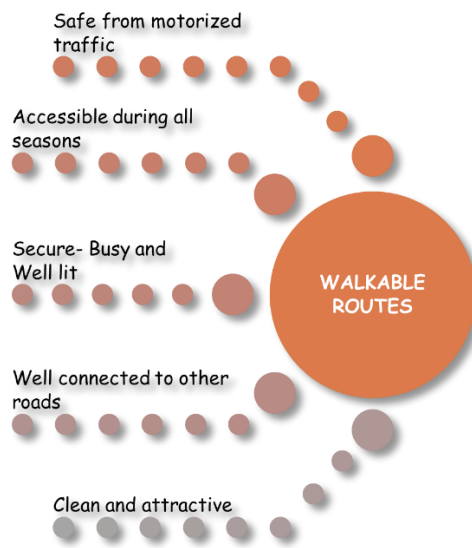 Safe from motorized
traffic
Accessible during all
seasons
Secure- Busy and
Well lit
WALKABLE
ROUTES
Well connected to other
roads
Clean and attractive